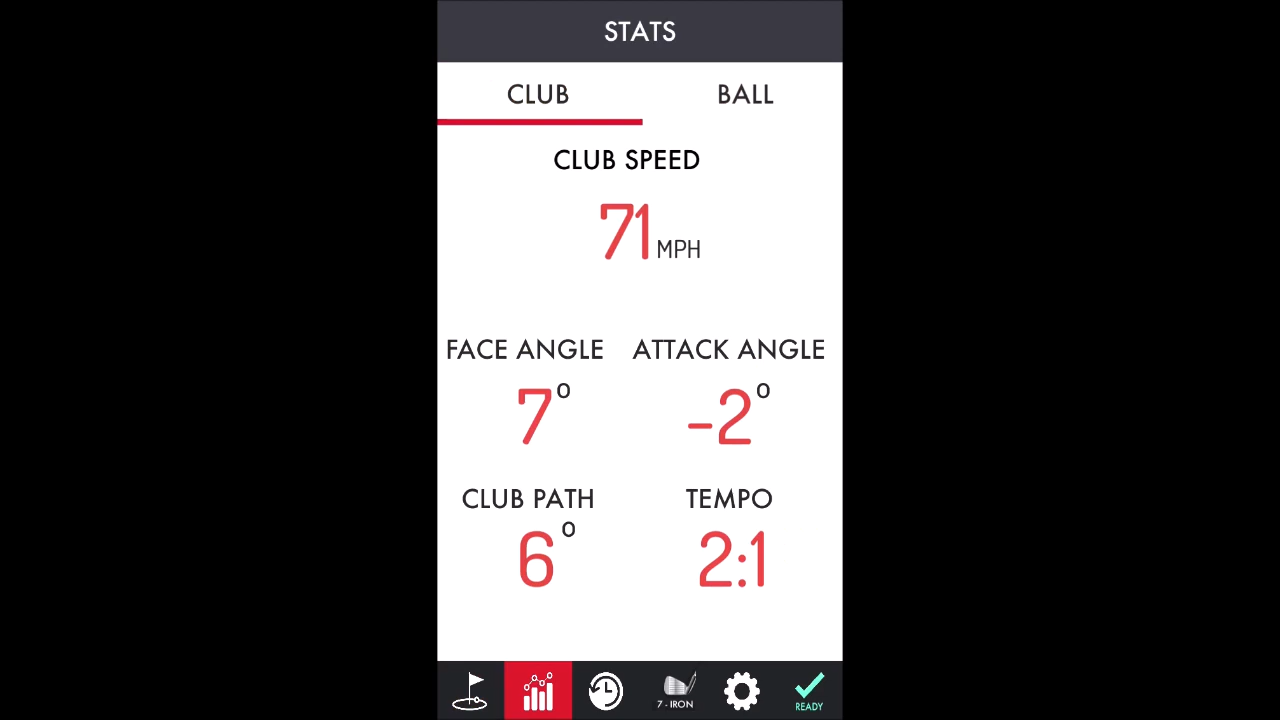 STATS
CLUB BALL
CLUB SPEED
71 MPH
FACE ANGLE ATTACK ANGLE
7° -2°
CLUB PATH TEMPO
6° 2:1
7 - IRON READY